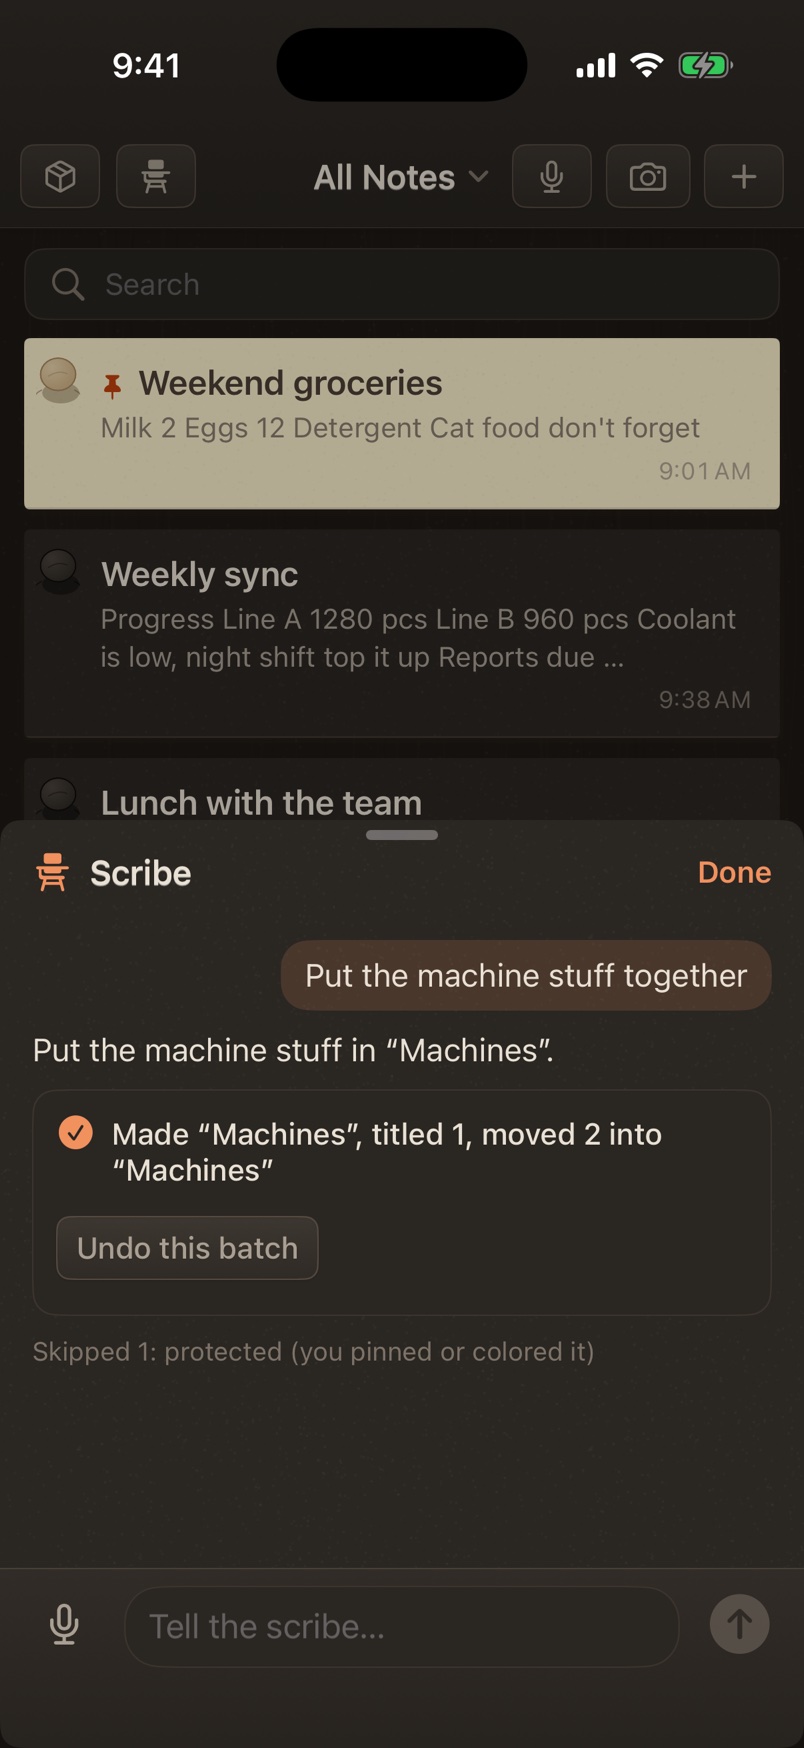 9:41
All Notes
Search
Weekend groceries
Milk 2 Eggs 12 Detergent Cat food don't forget
9:01 AM
Weekly sync
Progress Line A 1280 pcs Line B 960 pcs Coolant
is low, night shift top it up Reports due ...
9:38 AM
Lunch with the team
Scribe
Done
Put the machine stuff together
Put the machine stuff in “Machines”.
Made “Machines”, titled 1, moved 2 into
“Machines”
Undo this batch
Skipped 1: protected (you pinned or colored it)
Tell the scribe...